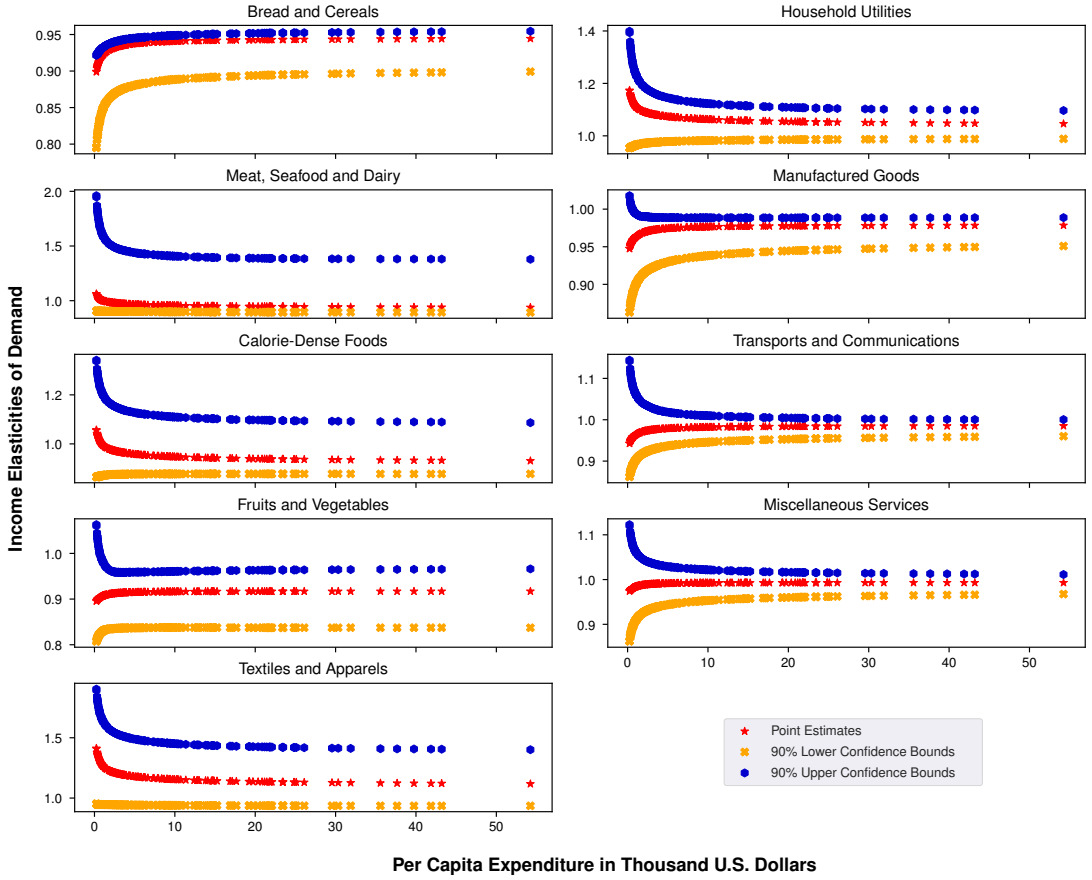 Bread and Cereals
0.95
0.90
0.85
0.80
Household Utilities
1.4
1.2
1.0
Meat, Seafood and Dairy
2.0
1.5
1.0
Manufactured Goods
1.00
0.95
0.90
Calorie-Dense Foods
1.2
1.0
Transports and Communications
1.1
1.0
0.9
Fruits and Vegetables
1.0
0.9
0.8
Miscellaneous Services
1.1
1.0
0.9
0 10 20 30 40 50
Textiles and Apparels
1.5
1.0
0 10 20 30 40 50
Point Estimates
90% Lower Confidence Bounds
90% Upper Confidence Bounds
Income Elasticities of Demand
Per Capita Expenditure in Thousand U.S. Dollars